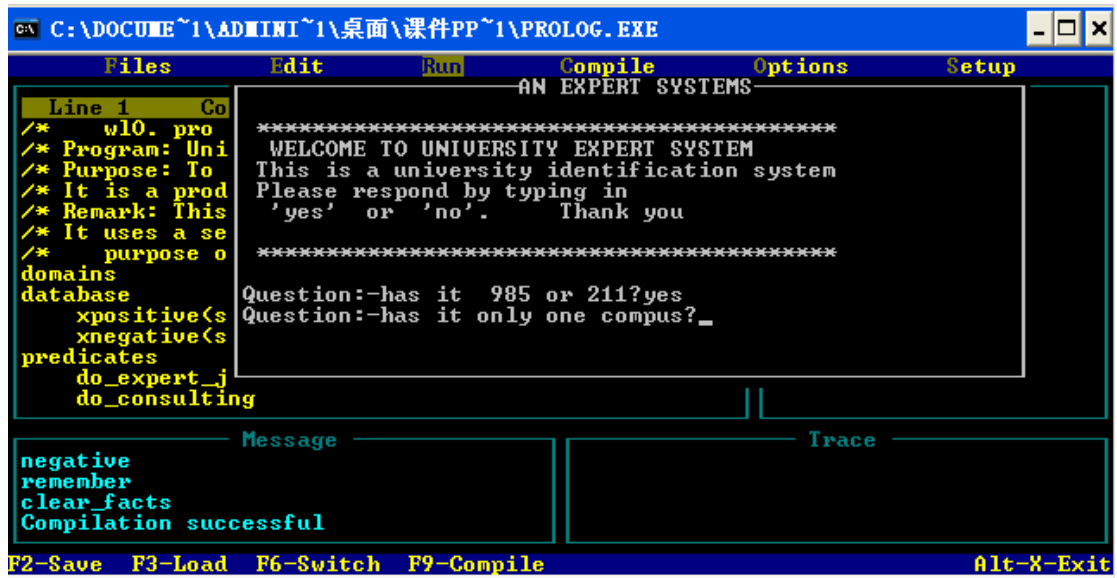 C:\DOCUME~1\ADMINI~1\桌面\课件PP~1\PROLOG.EXE
Files Edit Run Compile Options Setup
AN EXPERT SYSTEMS
Line 1 Co
/* wl0. pro
/* Program: Uni
/* Purpose: To
/* It is a prod
/* Remark: This
/* It uses a se
/* purpose o
domains
database
xpositive(s
xnegative(s
predicates
do_expert_j
do_consulting
******************************************
WELCOME TO UNIVERSITY EXPERT SYSTEM
This is a university identification system
Please respond by typing in
'yes' or 'no'. Thank you
******************************************
Question:-has it 985 or 211?yes
Question:-has it only one compus?_
Message
negative
remember
clear_facts
Compilation successful
Trace
F2-Save F3-Load F6-Switch F9-Compile Alt-X-Exit